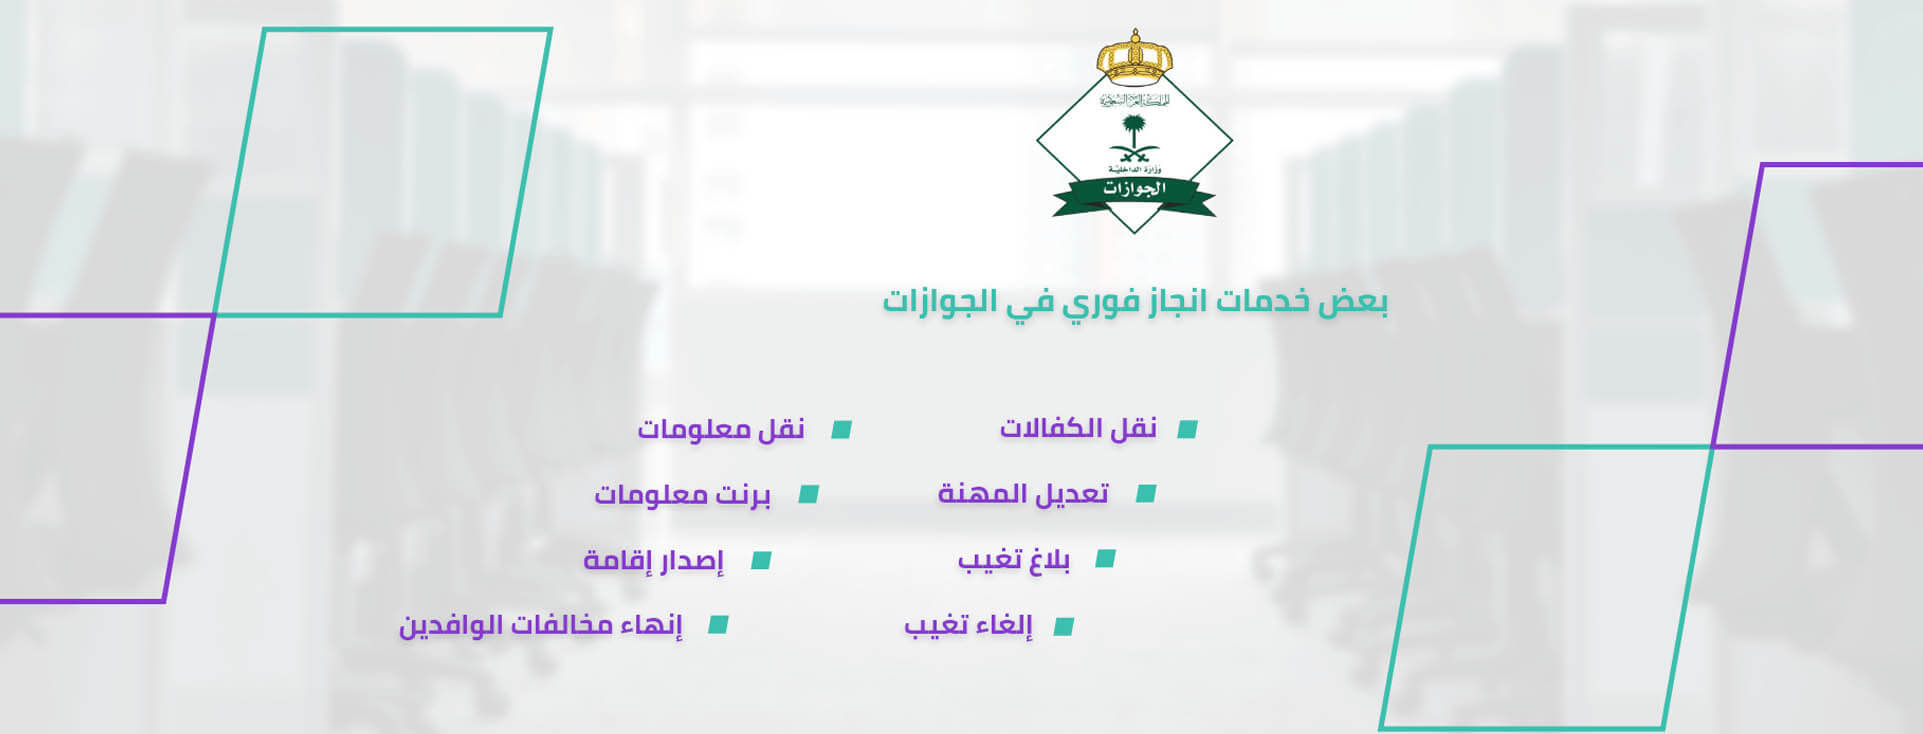 المملكة العربية السعودية
وزارة الداخلية
الجوازات
بعض خدمات انجاز فوري في الجوازات
نقل الكفالات
تعديل المهنة
بلاغ تغيب
إلغاء تغيب
نقل معلومات
برنت معلومات
إصدار إقامة
إنهاء مخالفات الوافدين